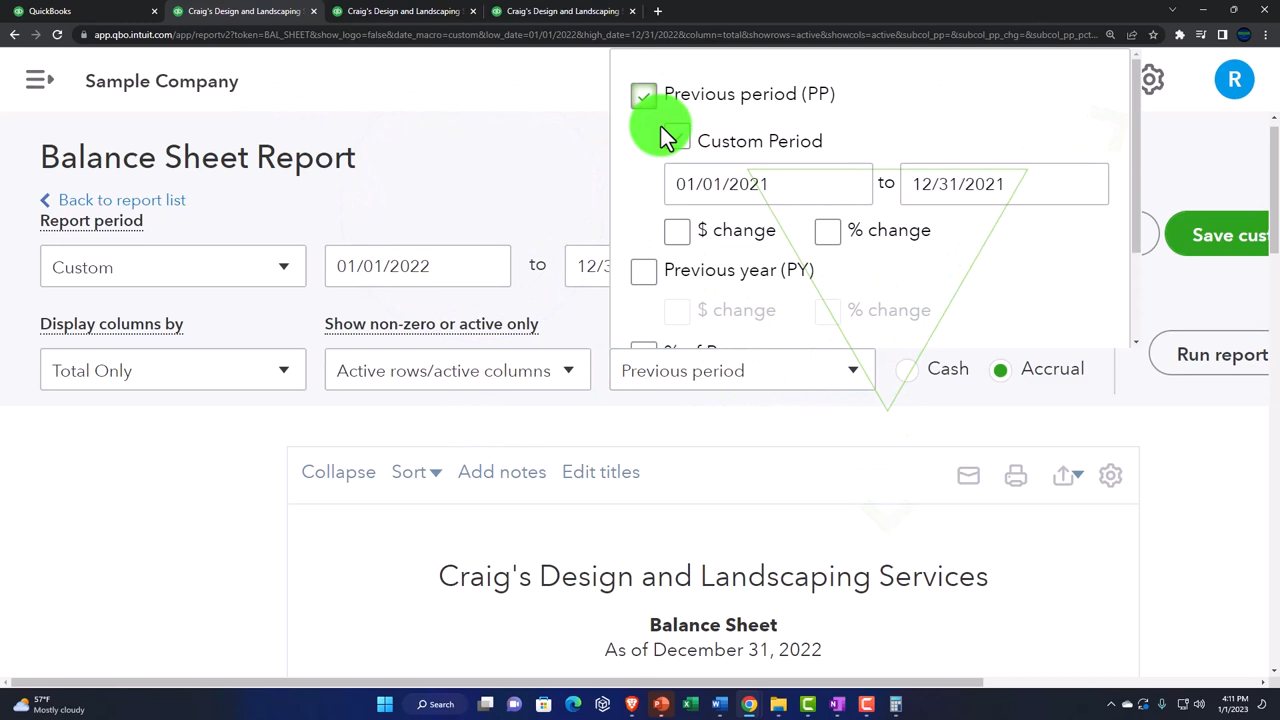 QuickBooks
Craig's Design and Landscaping
Craig's Design and Landscaping S
Craig's Design and Landscaping S
app.qbo.intuit.com/app/reportv2?token=BAL_SHEET&show_logo=false&date_macro=custom&low_date=01/01/2022&high_date=12/31/2022&column=total&showrows=active&showcols=active&subcol_pp=&subcol_pp_chg=&subcol_pp_pct...
Sample Company
R
Balance Sheet Report
Back to report list
Report period
Custom
01/01/2022
to
12/3
Previous period (PP)
Custom Period
01/01/2021 to 12/31/2021
$ change % change
Previous year (PY)
$ change % change
Save cus
Display columns by
Show non-zero or active only
Total Only
Active rows/active columns
Previous period
Cash
Accrual
Run report
Collapse Sort Add notes Edit titles
Craig's Design and Landscaping Services
Balance Sheet
As of December 31, 2022
57°F
Mostly cloudy
Search
4:11 PM
1/1/2023